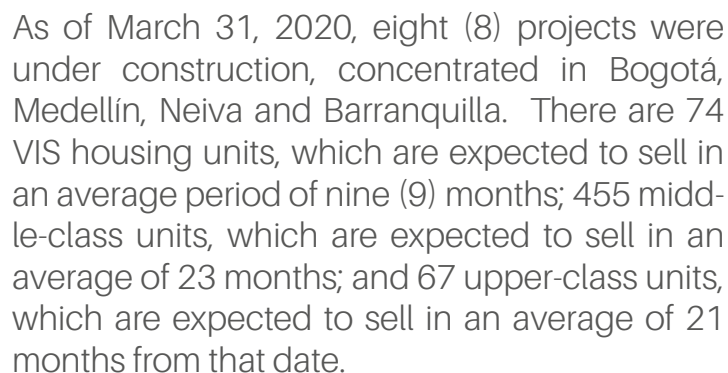 As of March 31, 2020, eight (8) projects were
under construction, concentrated in Bogotá,
Medellín, Neiva and Barranquilla.  There are 74
VIS housing units, which are expected to sell in
an average period of nine (9) months; 455 midd-
le-class units, which are expected to sell in an
average of 23 months; and 67 upper-class units,
which are expected to sell in an average of 21
months from that date.